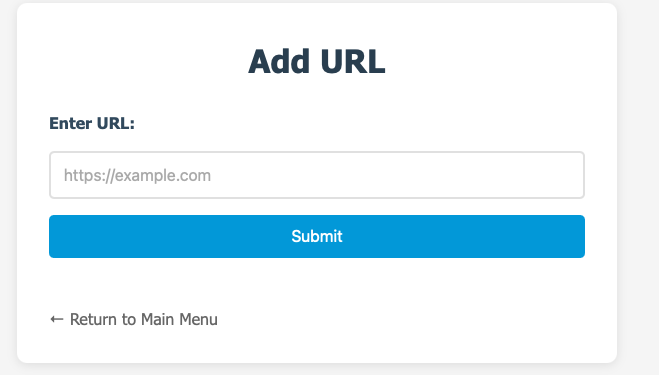 Add URL
Enter URL:
https://example.com
Submit
← Return to Main Menu